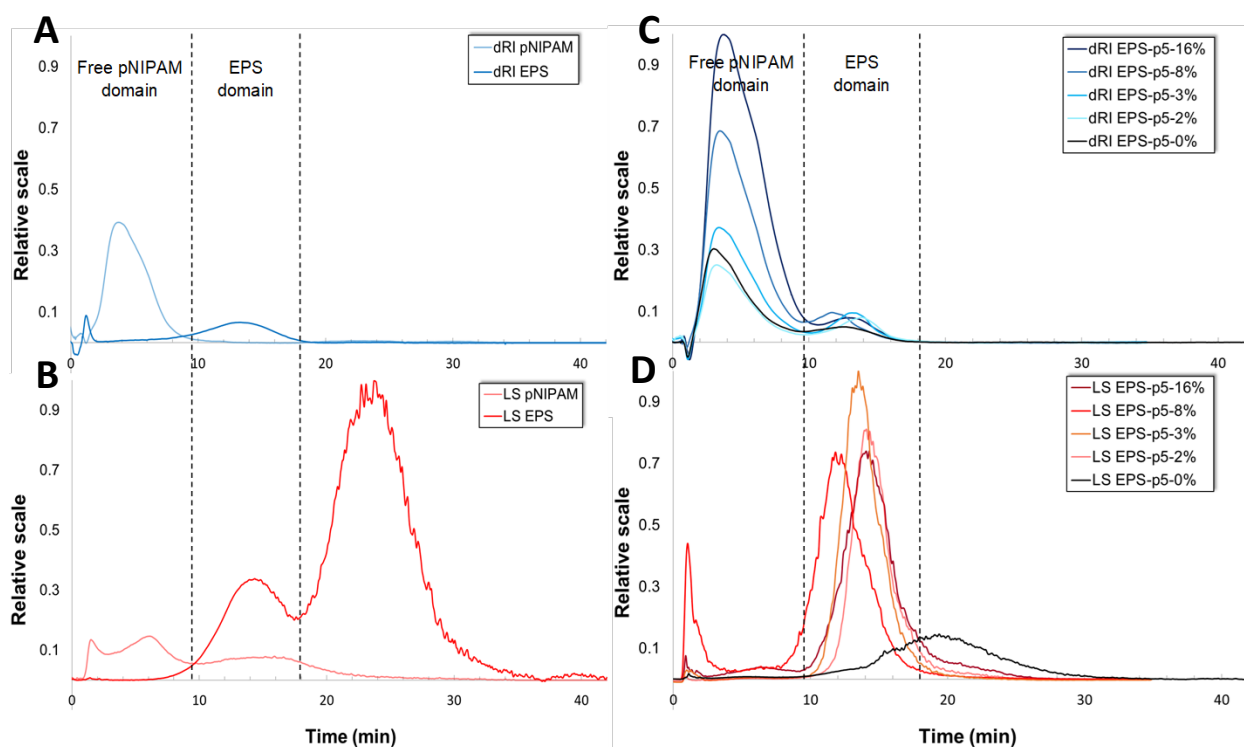 A
dRI pNIPAM
dRI EPS
Free pNIPAM
domain
EPS
domain
Relative scale
0.9
0.7
0.5
0.3
0.1
0
10
20
30
40
B
LS pNIPAM
LS EPS
Relative scale
0.9
0.7
0.5
0.3
0.1
0
10
20
30
40
Time (min)
C
dRI EPS-p5-16%
dRI EPS-p5-8%
dRI EPS-p5-3%
dRI EPS-p5-2%
dRI EPS-p5-0%
Free pNIPAM
domain
EPS
domain
Relative scale
0.9
0.7
0.5
0.3
0.1
0
10
20
30
40
D
LS EPS-p5-16%
LS EPS-p5-8%
LS EPS-p5-3%
LS EPS-p5-2%
LS EPS-p5-0%
Relative scale
0.9
0.7
0.5
0.3
0.1
0
10
20
30
40
Time (min)